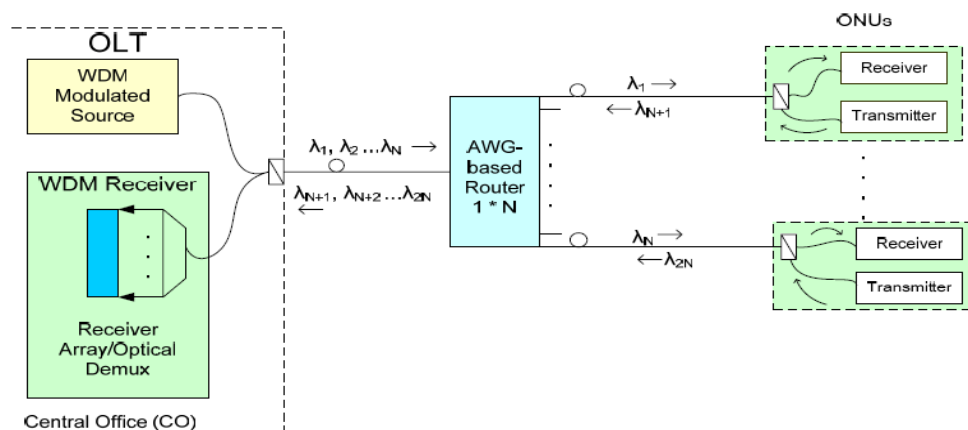 OLT
WDM
Modulated
Source
WDM Receiver
Receiver
Array/Optical
Demux
Central Office (CO)
λ1, λ2 ...λN
λN+1, λN+2 ...λ2N
AWG-
based
Router
1 * N
λ1
λN+1
λN
λ2N
ONUs
Receiver
Transmitter
Receiver
Transmitter